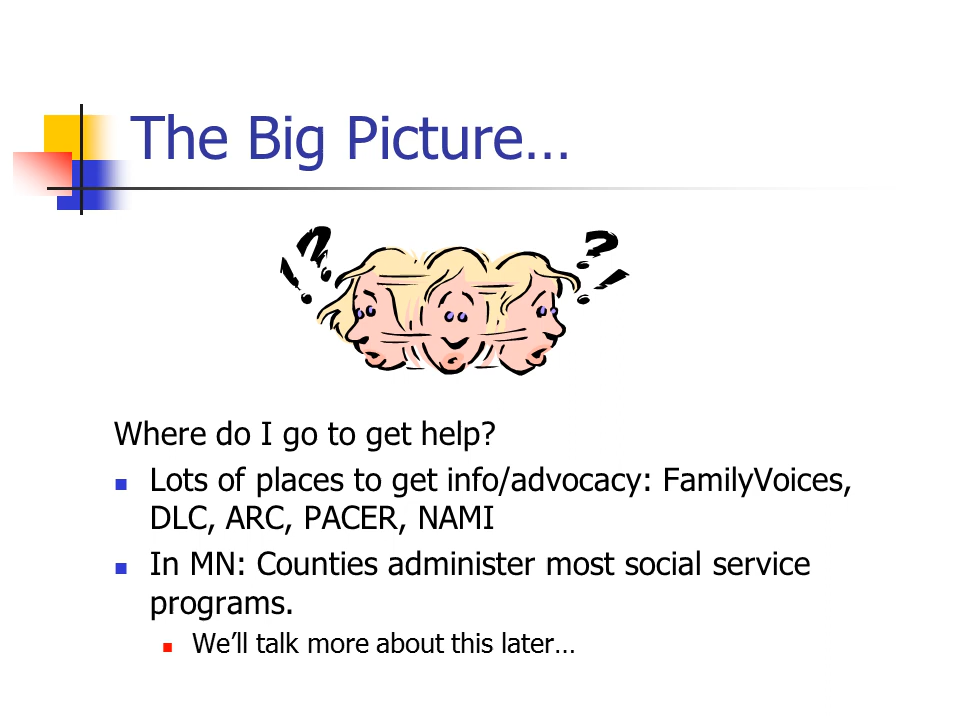 The Big Picture…
!?
?!
Where do I go to get help?
Lots of places to get info/advocacy: FamilyVoices,
DLC, ARC, PACER, NAMI
In MN: Counties administer most social service
programs.
We’ll talk more about this later…